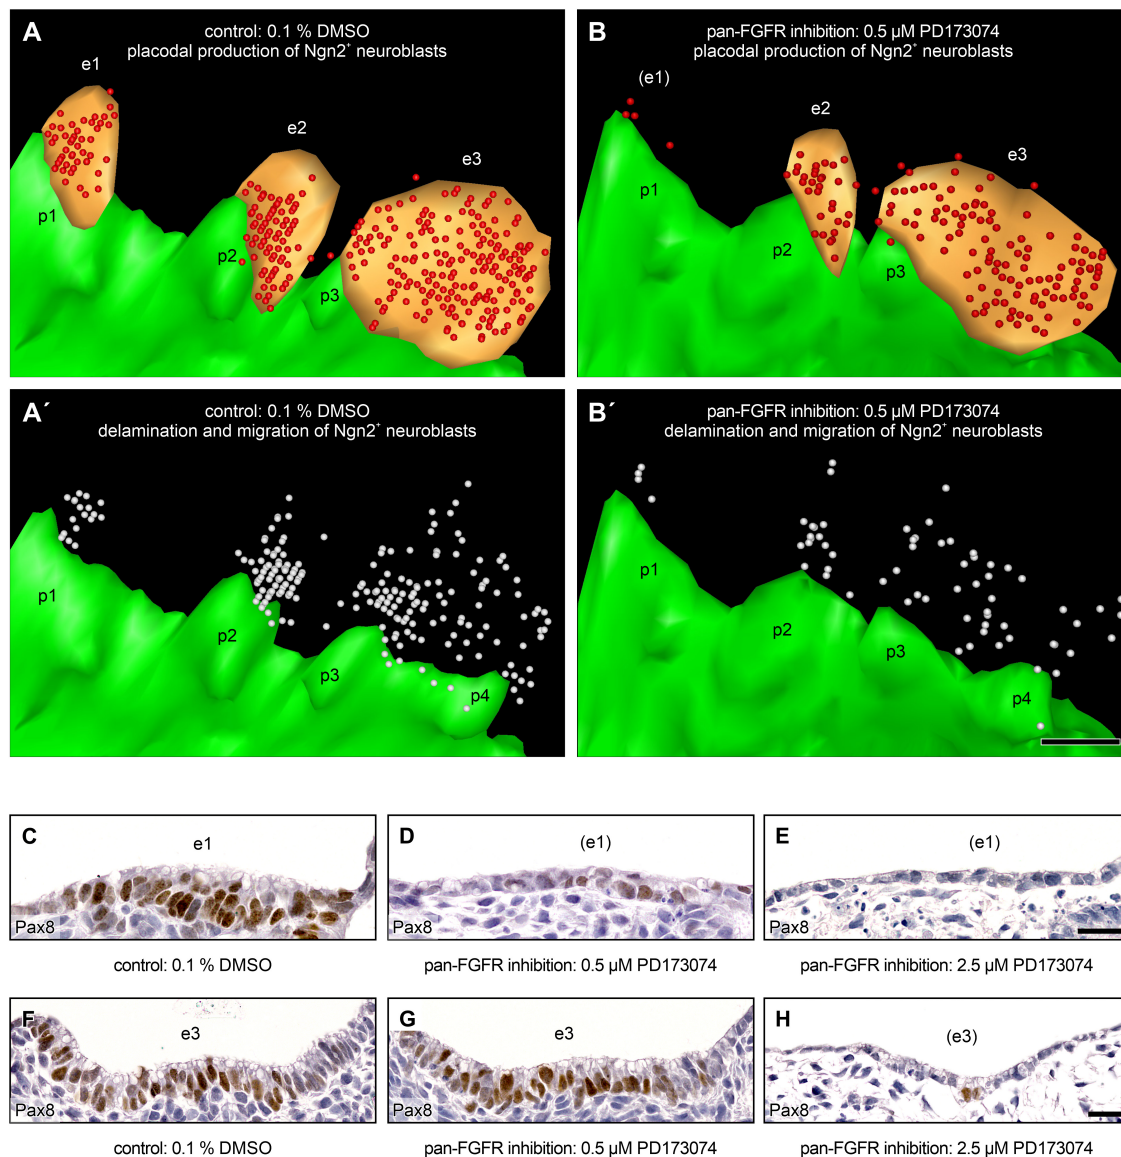 A
control: 0.1 % DMSO
placodal production of Ngn2⁺ neuroblasts
e1
e2
e3
p1
p2
p3
B
pan-FGFR inhibition: 0.5 µM PD173074
placodal production of Ngn2⁺ neuroblasts
(e1)
e2
e3
p1
p2
p3
A´
control: 0.1 % DMSO
delamination and migration of Ngn2⁺ neuroblasts
p1
p2
p3
p4
B´
pan-FGFR inhibition: 0.5 µM PD173074
delamination and migration of Ngn2⁺ neuroblasts
p1
p2
p3
p4
C
e1
Pax8
control: 0.1 % DMSO
D
(e1)
Pax8
pan-FGFR inhibition: 0.5 µM PD173074
E
(e1)
Pax8
pan-FGFR inhibition: 2.5 µM PD173074
F
e3
Pax8
control: 0.1 % DMSO
G
e3
Pax8
pan-FGFR inhibition: 0.5 µM PD173074
H
(e3)
Pax8
pan-FGFR inhibition: 2.5 µM PD173074